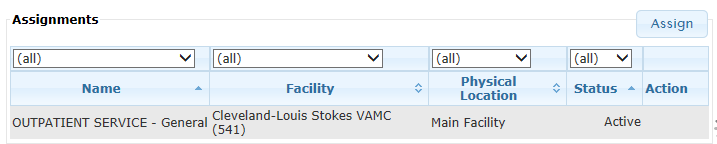 Assignments
Assign
(all) (all) (all) (all)
Name Facility Physical Location Status Action
OUTPATIENT SERVICE - General Cleveland-Louis Stokes VAMC (541) Main Facility Active